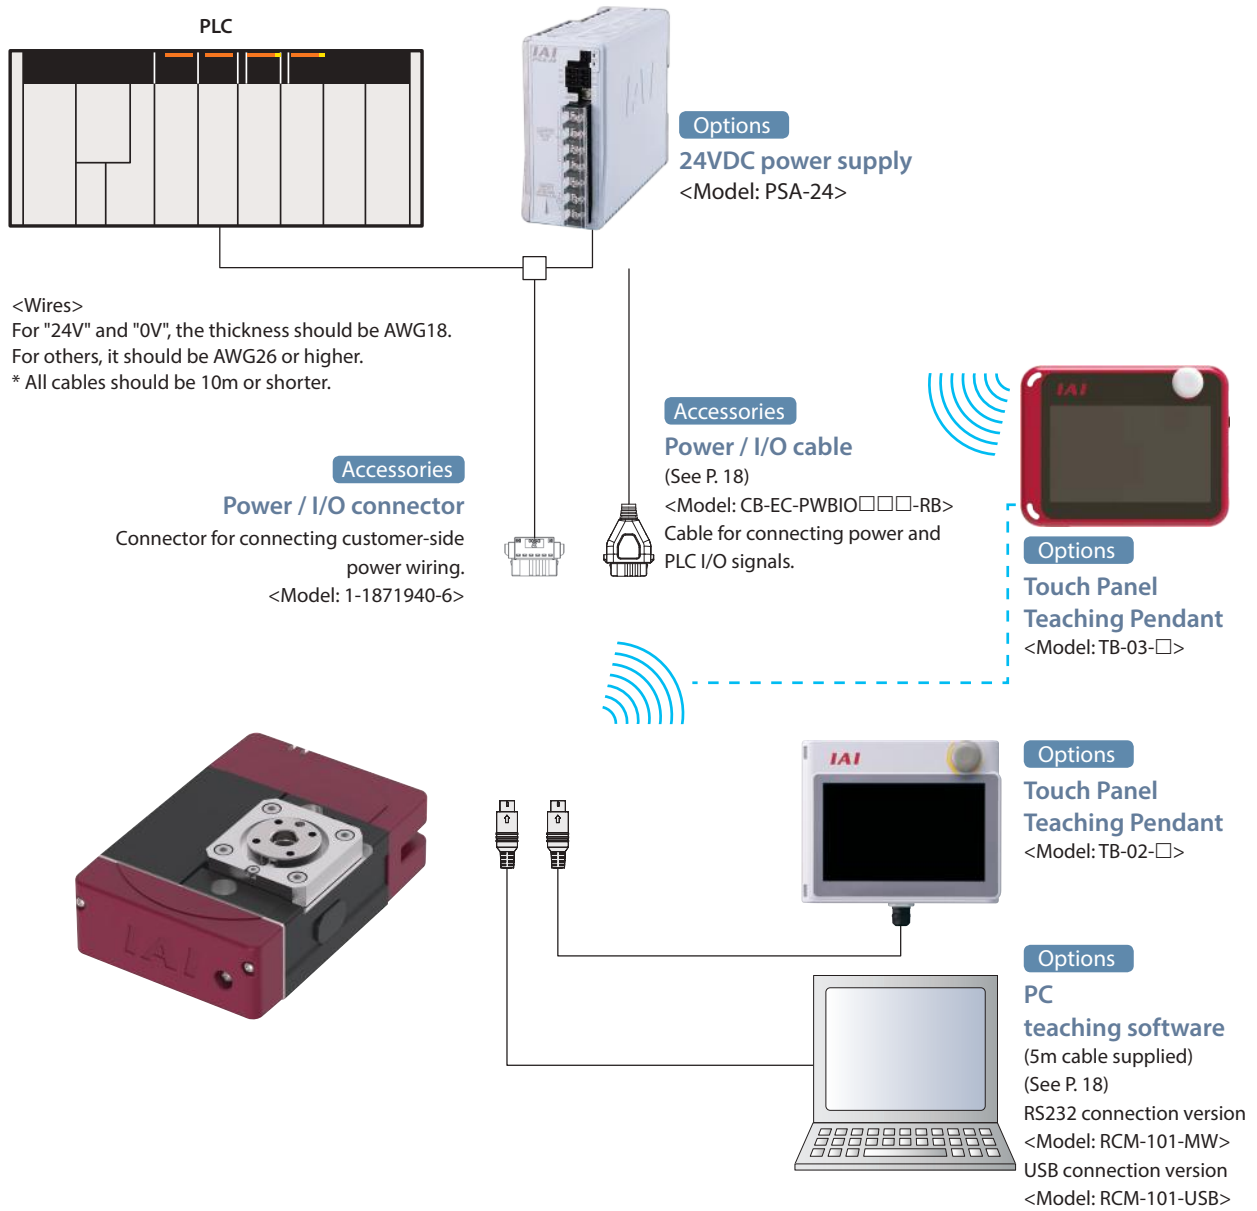 PLC
IAI
Options
24VDC power supply
<Model: PSA-24>
<Wires>
For "24V" and "0V", the thickness should be AWG18.
For others, it should be AWG26 or higher.
* All cables should be 10m or shorter.
Accessories
Power / I/O connector
Connector for connecting customer-side
power wiring.
<Model: 1-1871940-6>
Accessories
Power / I/O cable
(See P. 18)
<Model: CB-EC-PWBIO□□□-RB>
Cable for connecting power and
PLC I/O signals.
IAI
Options
Touch Panel
Teaching Pendant
<Model: TB-03-□>
IAI
Options
Touch Panel
Teaching Pendant
<Model: TB-02-□>
IAI
Options
PC
teaching software
(5m cable supplied)
(See P. 18)
RS232 connection version
<Model: RCM-101-MW>
USB connection version
<Model: RCM-101-USB>